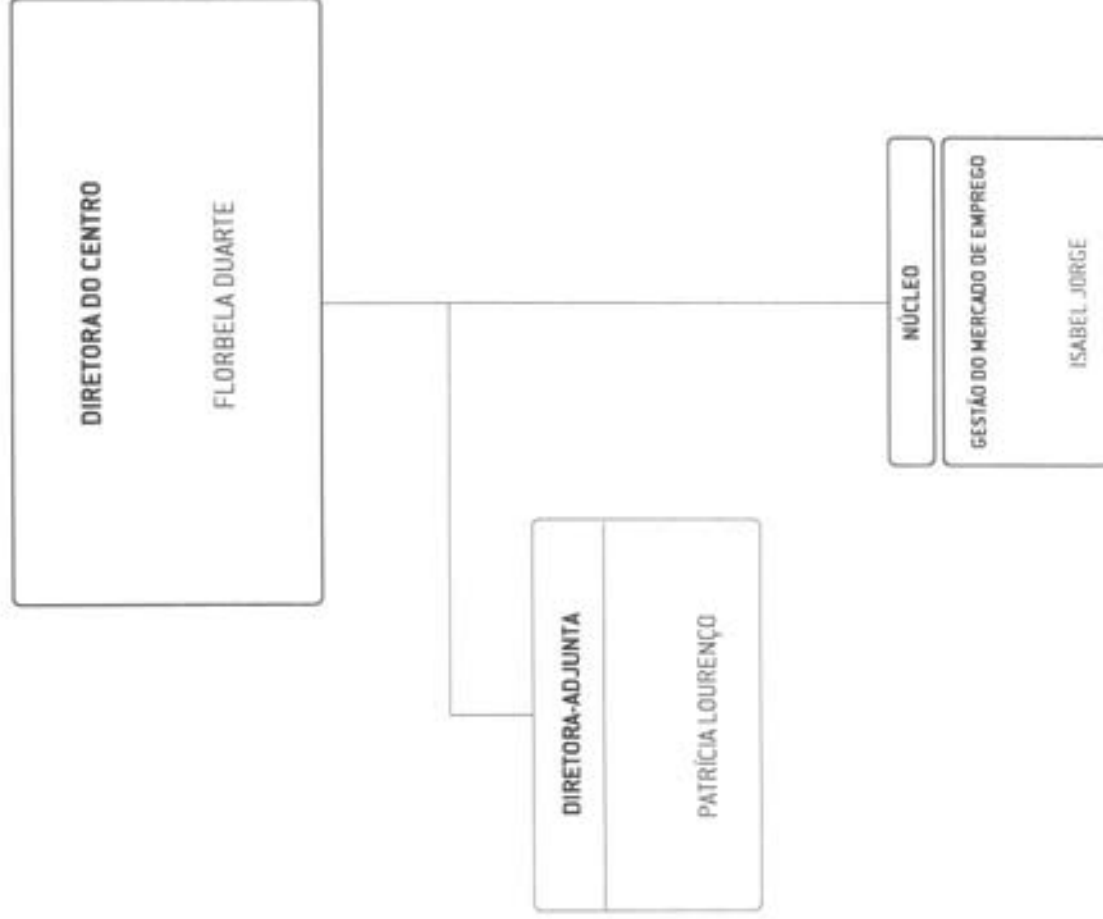 DIRETORA DO CENTRO
FLORBELA DUARTE
DIRETORA-ADJUNTA
PATRÍCIA LOURENÇO
NÚCLEO
GESTÃO DO MERCADO DE EMPREGO
ISABEL JORGE